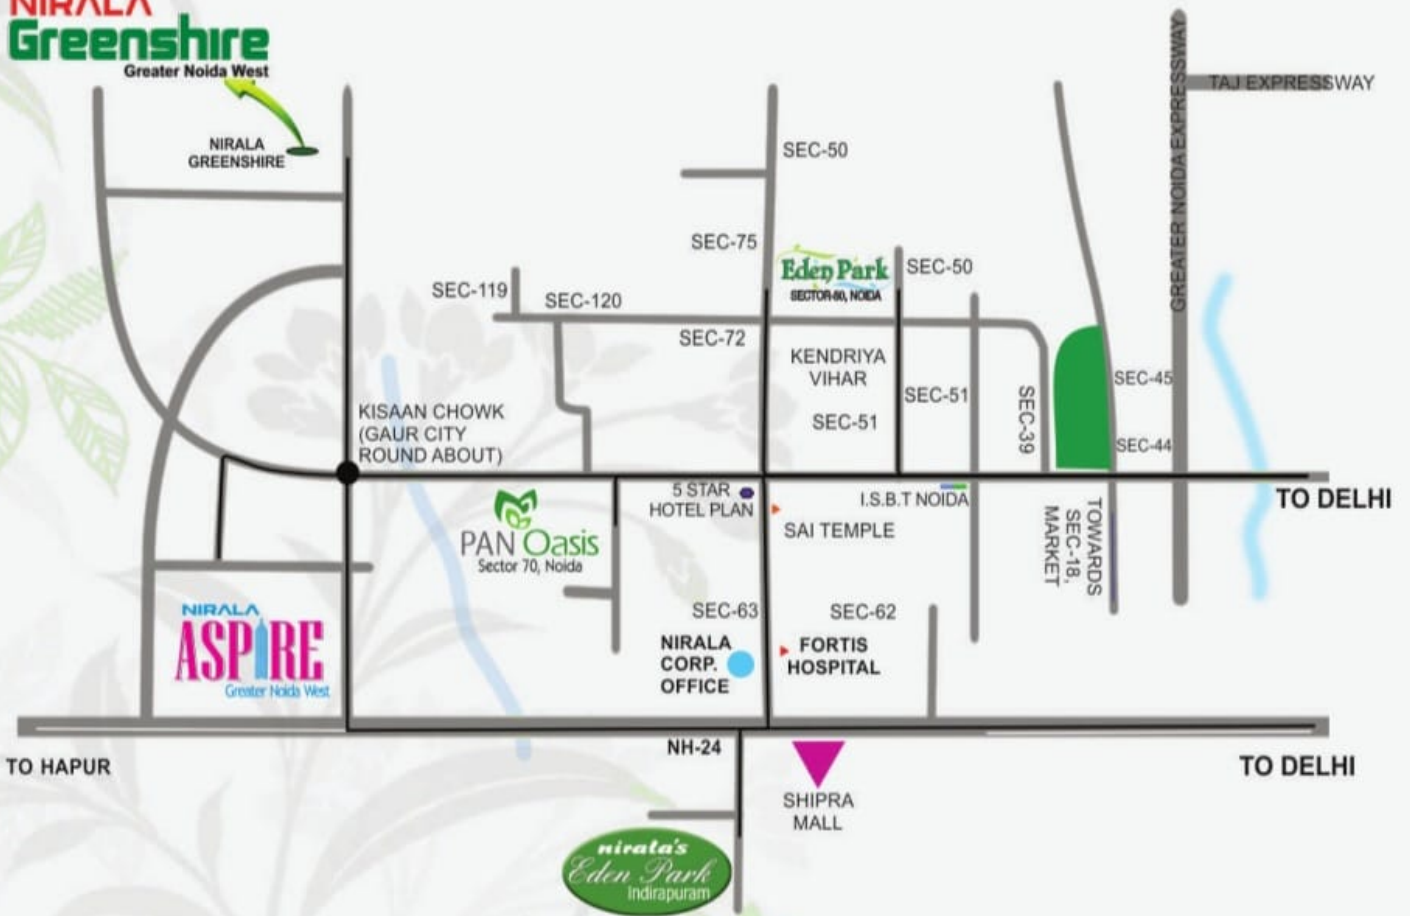 NIRALA
Greenshire
Greater Noida West
NIRALA
GREENSHIRE
SEC-50
TAJ EXPRESSWAY
GREATER NOIDA EXPRESSWAY
SEC-75
Eden Park
SECTOR-50, NOIDA
SEC-50
SEC-119
SEC-120
SEC-72
KENDRIYA
VIHAR
SEC-51
SEC-51
SEC-39
SEC-45
SEC-44
KISAAN CHOWK
(GAUR CITY
ROUND ABOUT)
5 STAR
HOTEL PLAN
I.S.B.T NOIDA
TO DELHI
SAI TEMPLE
TOWARDS
SEC-18,
MARKET
PAN Oasis
Sector 70, Noida
NIRALA
ASPIRE
Greater Noida West
SEC-63
SEC-62
NIRALA
CORP.
OFFICE
FORTIS
HOSPITAL
NH-24
TO HAPUR
TO DELHI
SHIPRA
MALL
nirala's
Eden Park
Indirapuram